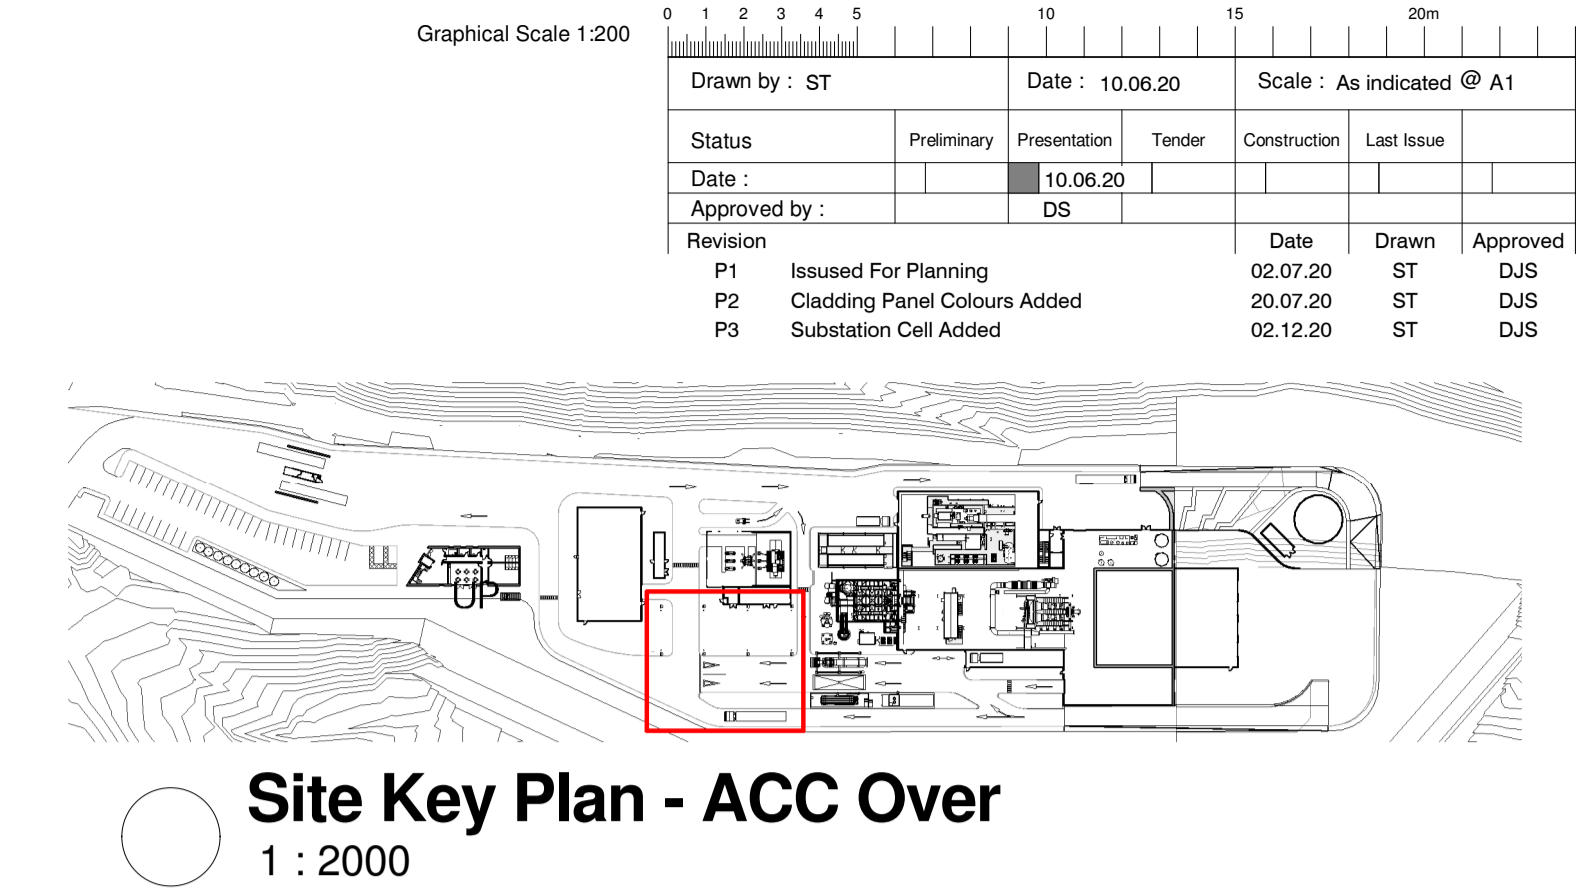 0 1 2 3 4 5 10 15 20m
Graphical Scale 1:200
Drawn by : ST Date : 10.06.20 Scale : As indicated @ A1
Status Preliminary Presentation Tender Construction Last Issue
Date : 10.06.20
Approved by : DS
Revision Date Drawn Approved
P1 Issused For Planning 02.07.20 ST DJS
P2 Cladding Panel Colours Added 20.07.20 ST DJS
P3 Substation Cell Added 02.12.20 ST DJS
Site Key Plan - ACC Over
1 : 2000